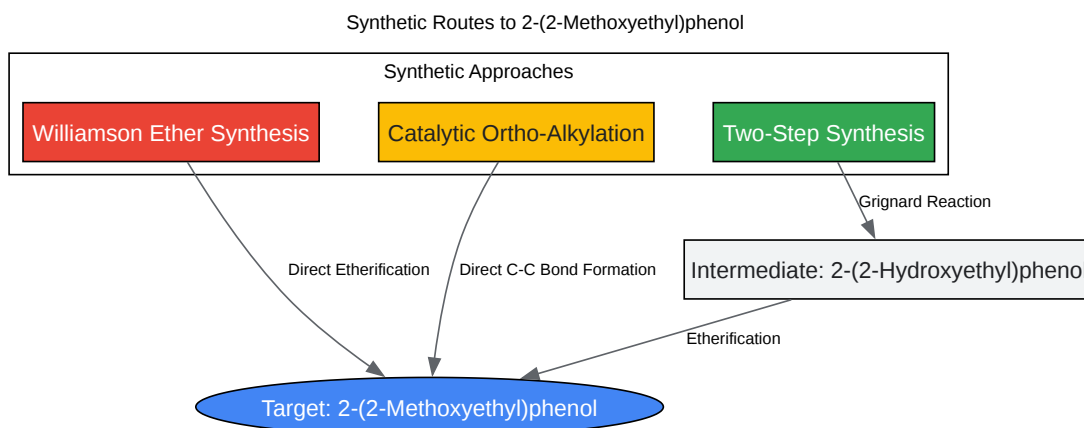 Synthetic Routes to 2-(2-Methoxyethyl)phenol
Synthetic Approaches
Williamson Ether Synthesis
Catalytic Ortho-Alkylation
Two-Step Synthesis
Grignard Reaction
Direct Etherification
Direct C-C Bond Formation
Intermediate: 2-(2-Hydroxyethyl)phenol
Etherification
Target: 2-(2-Methoxyethyl)phenol